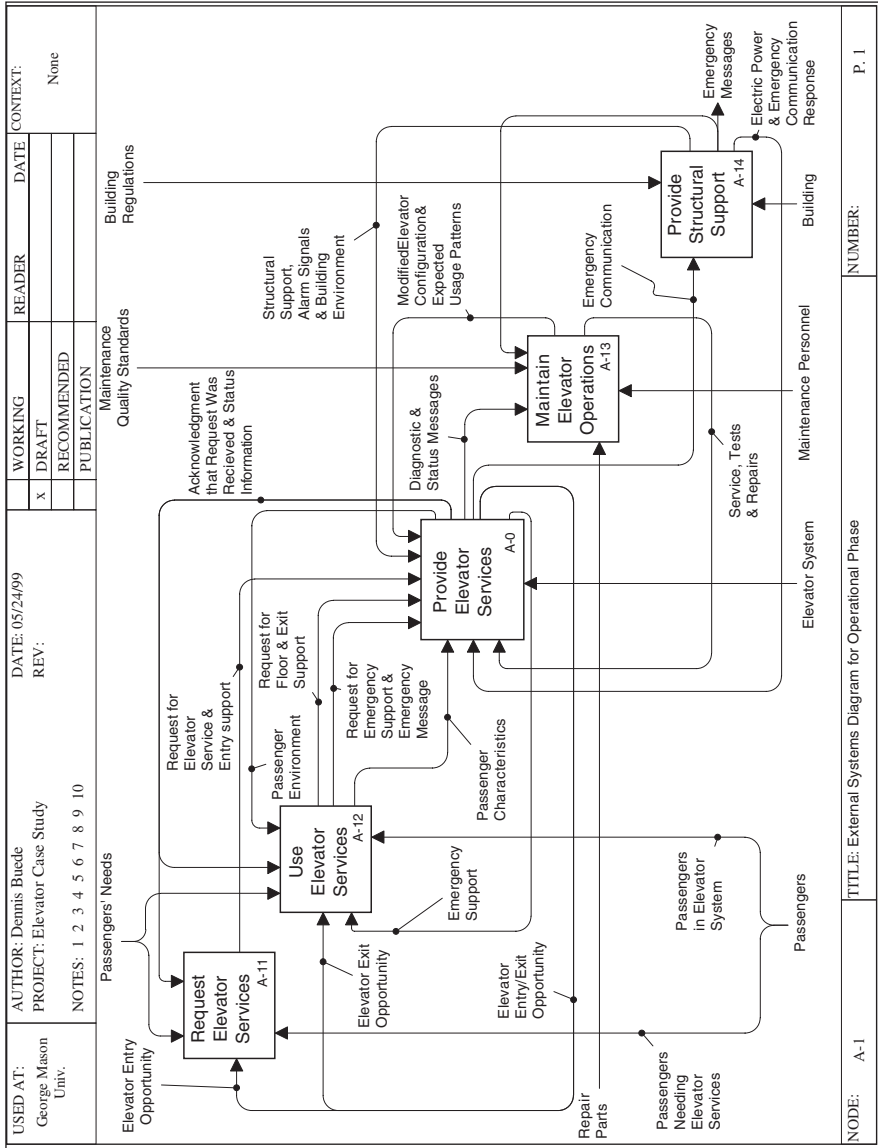 USED AT:
George Mason
Univ.
AUTHOR: Dennis Buede
PROJECT: Elevator Case Study
NOTES: 1 2 3 4 5 6 7 8 9 10
DATE: 05/24/99
REV:
WORKING
x DRAFT
RECOMMENDED
PUBLICATION
READER
DATE
CONTEXT:
None
Passengers' Needs
Maintenance
Quality Standards
Building
Regulations
Elevator Entry
Opportunity
Request
Elevator
Services
A-11
Request for
Elevator
Service &
Entry support
Acknowledgment
that Request Was
Recieved & Status
Information
Passenger
Environment
Request for
Floor & Exit
Support
Structural
Support,
Alarm Signals
& Building
Environment
Use
Elevator
Services
A-12
Request for
Emergency
Support &
Emergency
Message
ModifiedElevator
Configuration&
Expected
Usage Patterns
Elevator Exit
Opportunity
Passenger
Characteristics
Provide
Elevator
Services
A-0
Diagnostic &
Status Messages
Emergency
Support
Maintain
Elevator
Operations
A-13
Emergency
Communication
Elevator
Entry/Exit
Opportunity
Provide
Structural
Support
A-14
Emergency
Messages
Electric Power
& Emergency
Communication
Response
Repair
Parts
Service, Tests
& Repairs
Passengers
Needing
Elevator
Services
Passengers
in Elevator
System
Passengers
Elevator System
Maintenance Personnel
Building
NODE: A-1
TITLE: External Systems Diagram for Operational Phase
NUMBER:
P. 1